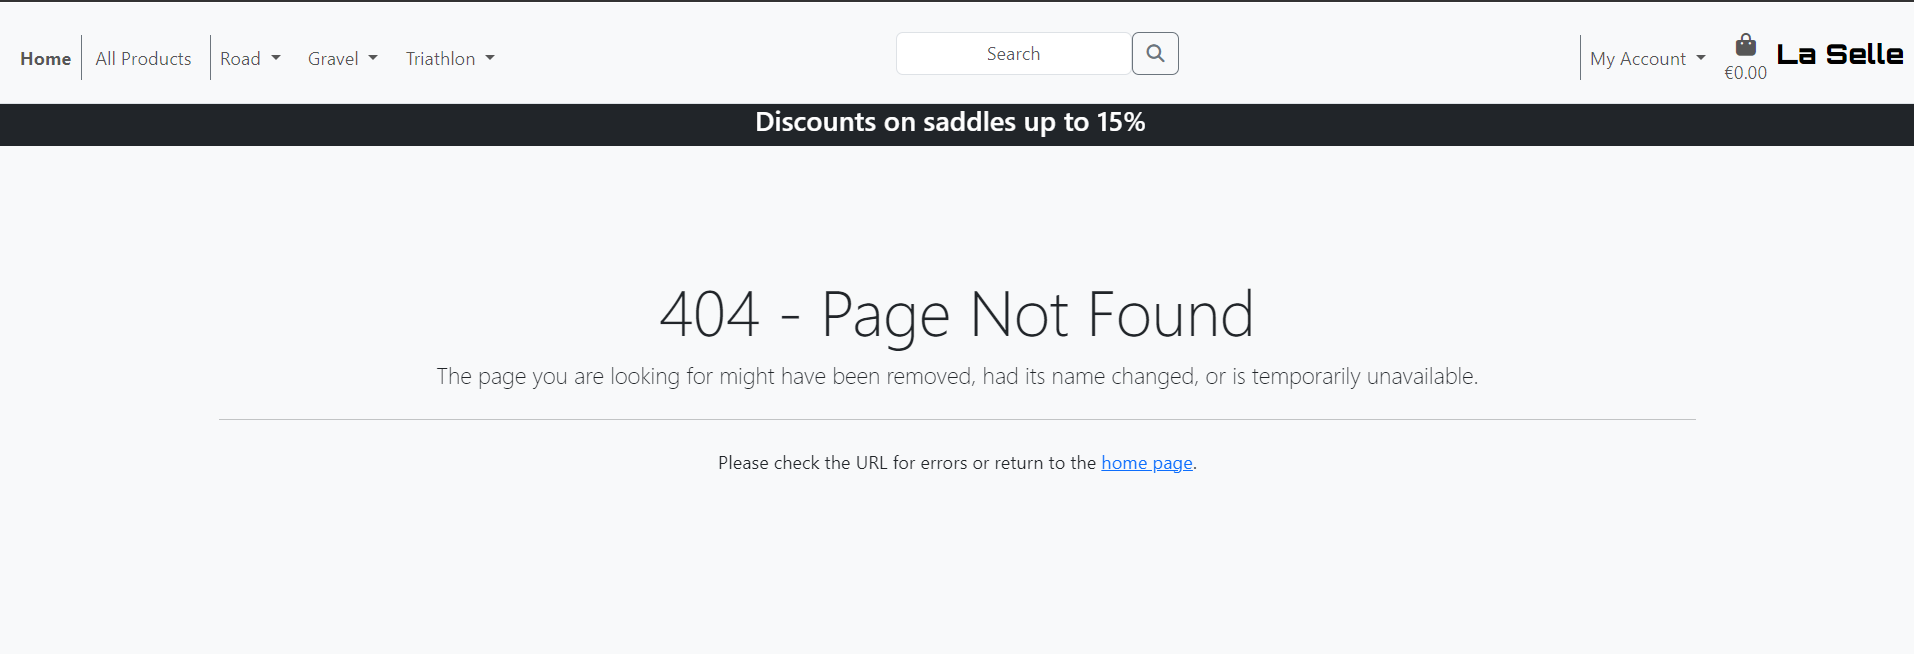 Home All Products Road Gravel Triathlon Search My Account €0.00 La Selle
Discounts on saddles up to 15%
404 - Page Not Found
The page you are looking for might have been removed, had its name changed, or is temporarily unavailable.
Please check the URL for errors or return to the home page.